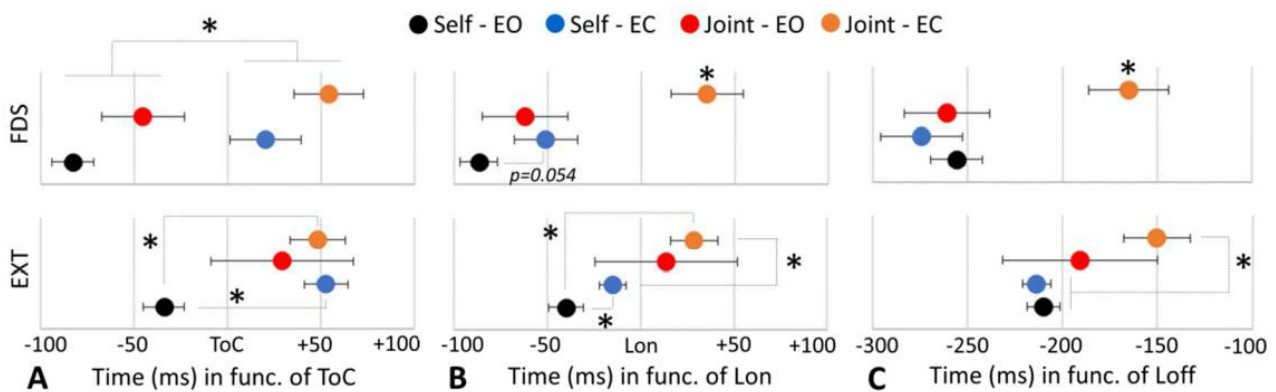 Self - EO Self - EC Joint - EO Joint - EC
* * *
FDS
p=0.054
EXT
* * * *
* * *
-100 -50 ToC +50 +100 -100 -50 Lon +50 +100 -300 -250 -200 -150 -100
A Time (ms) in func. of ToC B Time (ms) in func. of Lon C Time (ms) in func. of Loff